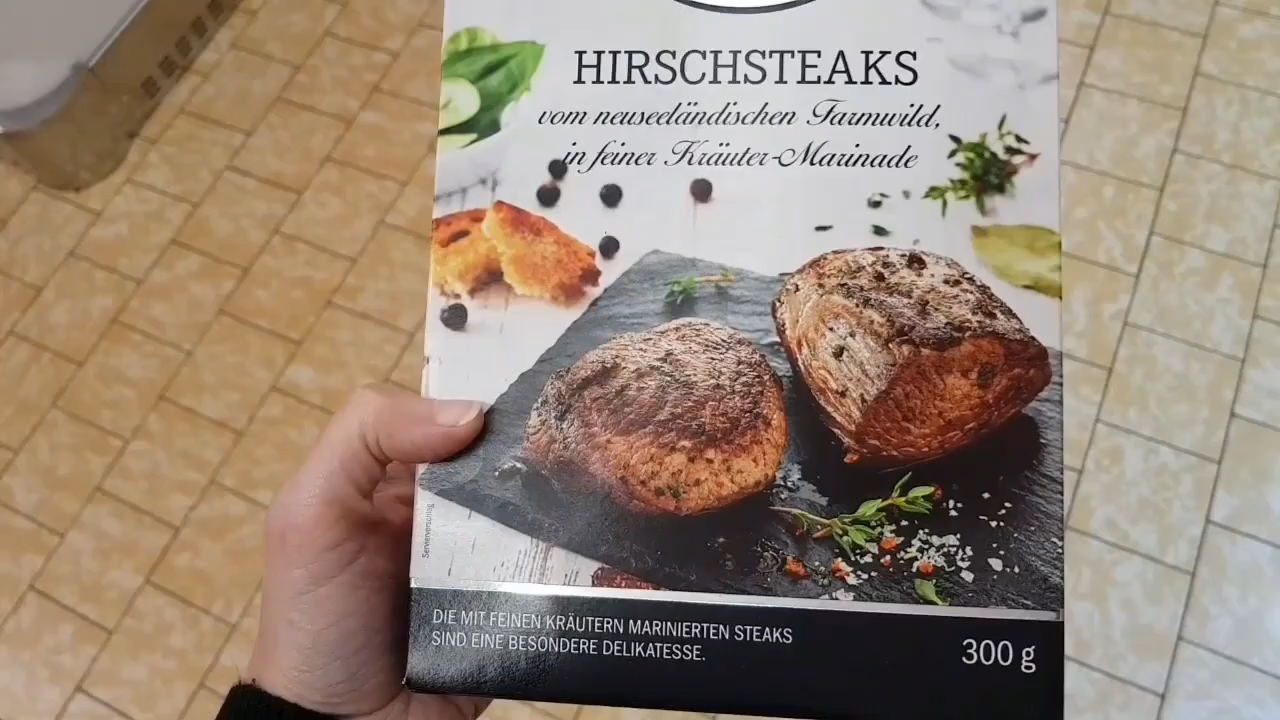 HIRSCHSTEAKS
vom neuseeländischen Farmwild,
in feiner Kräuter-Marinade
Serviervorschlag
DIE MIT FEINEN KRÄUTERN MARINIERTEN STEAKS
SIND EINE BESONDERE DELIKATESSE.
300 g